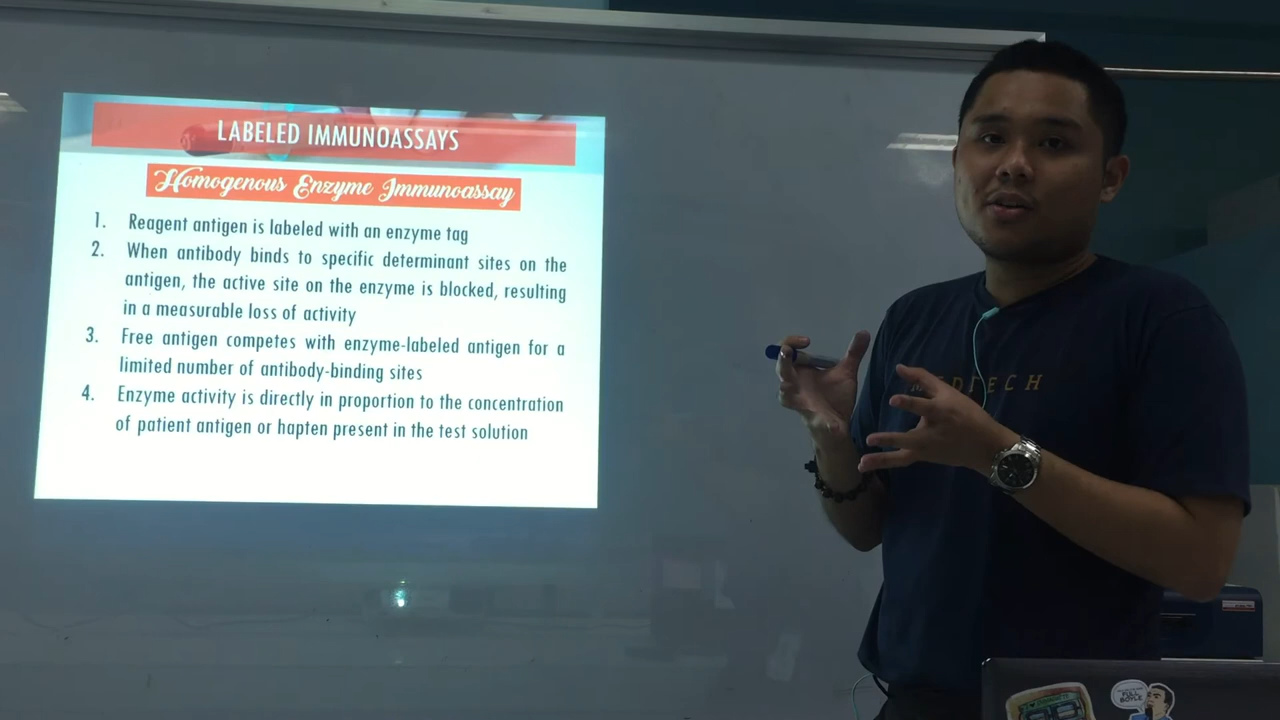 LABELED IMMUNOASSAYS
Homogenous Enzyme Immunoassay
1. Reagent antigen is labeled with an enzyme tag
2. When antibody binds to specific determinant sites on the
antigen, the active site on the enzyme is blocked, resulting
in a measurable loss of activity
3. Free antigen competes with enzyme-labeled antigen for a
limited number of antibody-binding sites
4. Enzyme activity is directly in proportion to the concentration
of patient antigen or hapten present in the test solution
MEDTECH
FULL
BOYLE